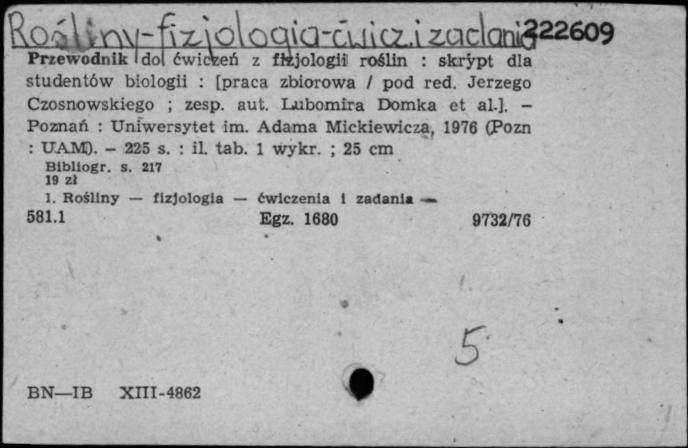 Rośliny-fizjologia-ćwicz.i zadania 222609
Przewodnik do ćwiczeń z fizjologii roślin : skrypt dla
studentów biologii : [praca zbiorowa / pod red. Jerzego
Czosnowskiego ; zesp. aut. Lubomira Domka et al.]. –
Poznań : Uniwersytet im. Adama Mickiewicza, 1976 (Pozn
: UAM). – 225 s. : il. tab. 1 wykr. ; 25 cm
Bibliogr. s. 217
19 zł
1. Rośliny — fizjologia — ćwiczenia i zadania —
581.1 Egz. 1680 9732/76
5
BN—IB XIII-4862